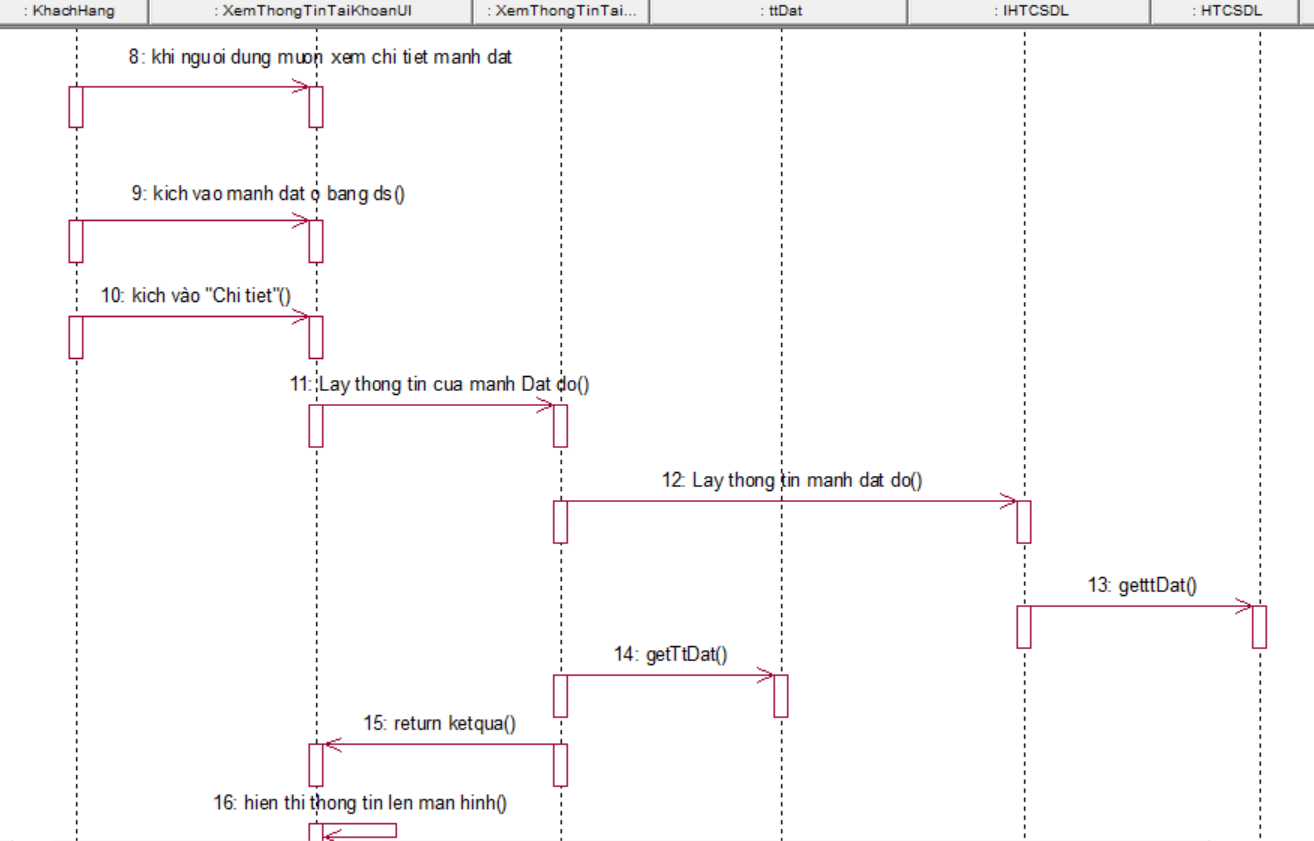 : KhachHang
: XemThongTinTaiKhoanUI
: XemThongTinTai...
: ttDat
: IHTCSDL
: HTCSDL
8: khi nguoi dung muon xem chi tiet manh dat
9: kich vao manh dat o bang ds()
10: kich vào "Chi tiet"()
11: Lay thong tin cua manh Dat do()
12: Lay thong tin manh dat do()
13: getttDat()
14: getTtDat()
15: return ketqua()
16: hien thi thong tin len man hinh()